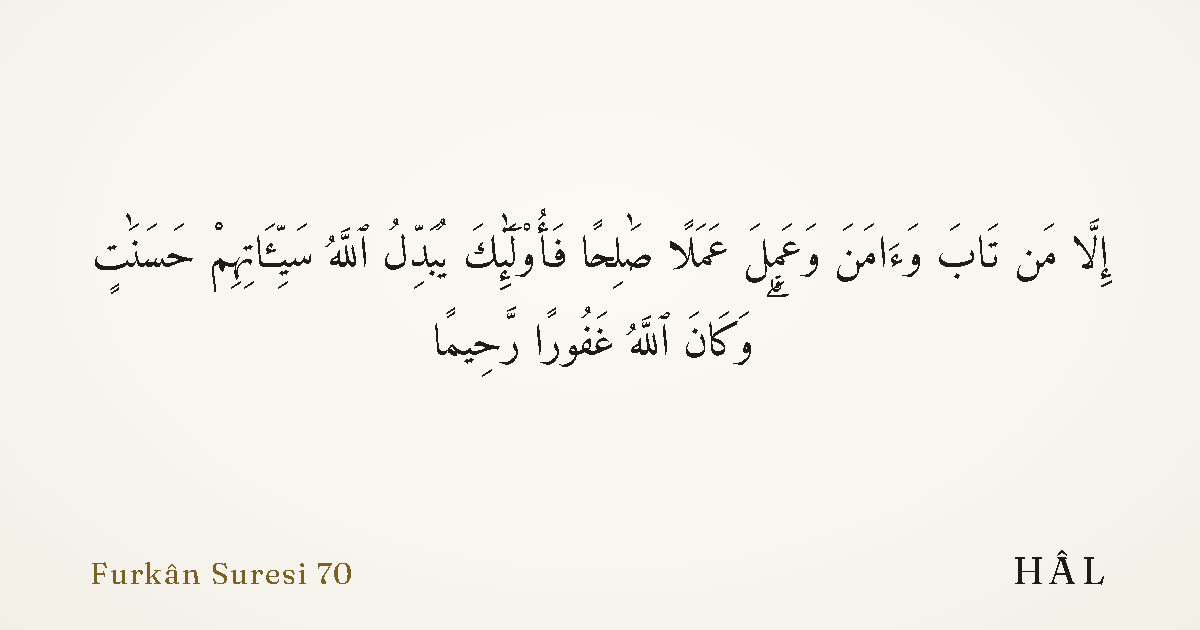 إِلَّا مَن تَابَ وَءَامَنَ وَعَمِلَ عَمَلًا صَٰلِحًا فَأُو۟لَٰٓئِكَ يُبَدِّلُ ٱللَّهُ سَيِّـَٔاتِهِمْ حَسَنَٰتٍ ۗ
وَكَانَ ٱللَّهُ غَفُورًا رَّحِيمًا
Furkân Suresi 70
HÂL